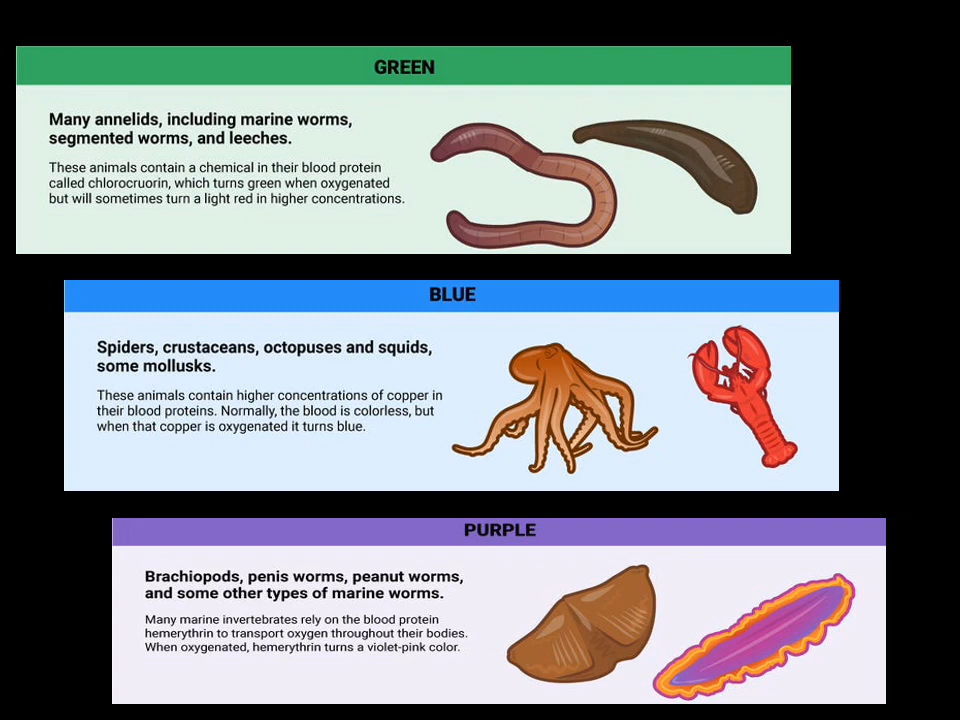 GREEN
Many annelids, including marine worms,
segmented worms, and leeches.
These animals contain a chemical in their blood protein
called chlorocruorin, which turns green when oxygenated
but will sometimes turn a light red in higher concentrations.
BLUE
Spiders, crustaceans, octopuses and squids,
some mollusks.
These animals contain higher concentrations of copper in
their blood proteins. Normally, the blood is colorless, but
when that copper is oxygenated it turns blue.
PURPLE
Brachiopods, penis worms, peanut worms,
and some other types of marine worms.
Many marine invertebrates rely on the blood protein
hemerythrin to transport oxygen throughout their bodies.
When oxygenated, hemerythrin turns a violet-pink color.